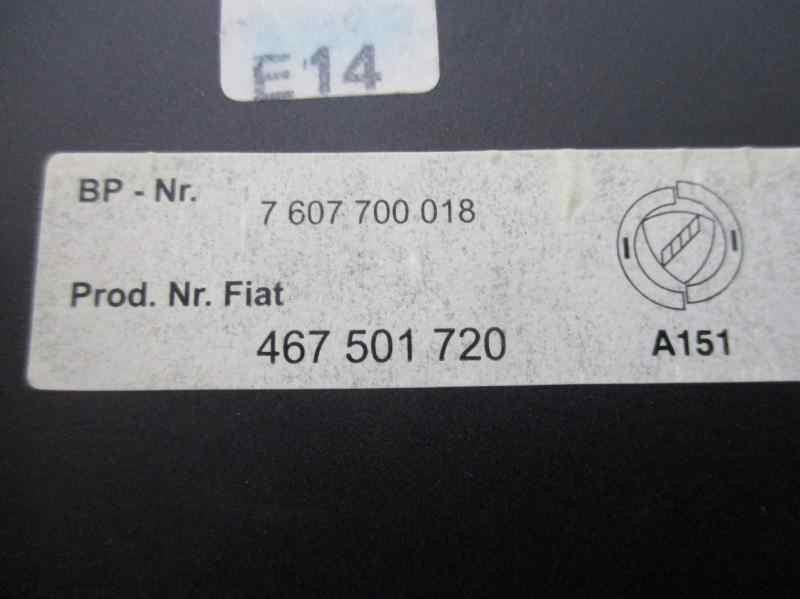 E14
BP - Nr. 7 607 700 018
Prod. Nr. Fiat
467 501 720
A151